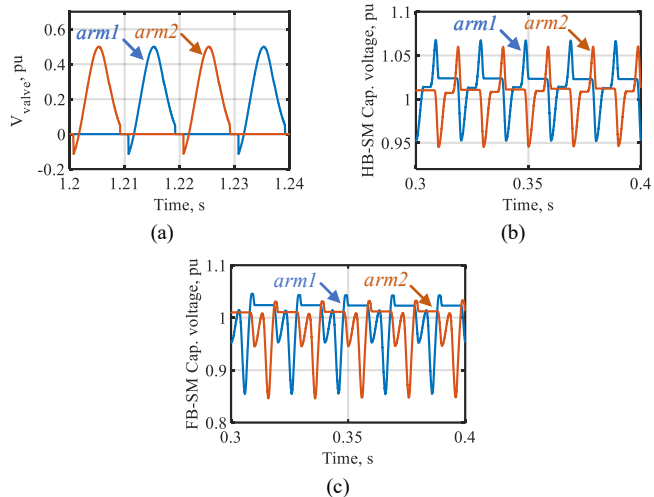 V_valve, pu
0.6
0.4
0.2
0
-0.2
arm1
arm2
1.2
1.21
1.22
1.23
1.24
Time, s
(a)
HB-SM Cap. voltage, pu
1.1
1.05
1
0.95
arm1
arm2
0.3
0.35
0.4
Time, s
(b)
FB-SM Cap. voltage, pu
1.1
1
0.9
0.8
arm1
arm2
0.3
0.35
0.4
Time, s
(c)